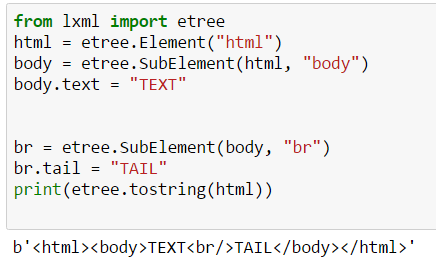 from lxml import etree
html = etree.Element("html")
body = etree.SubElement(html, "body")
body.text = "TEXT"
br = etree.SubElement(body, "br")
br.tail = "TAIL"
print(etree.tostring(html))
b'<html><body>TEXT<br/>TAIL</body></html>'